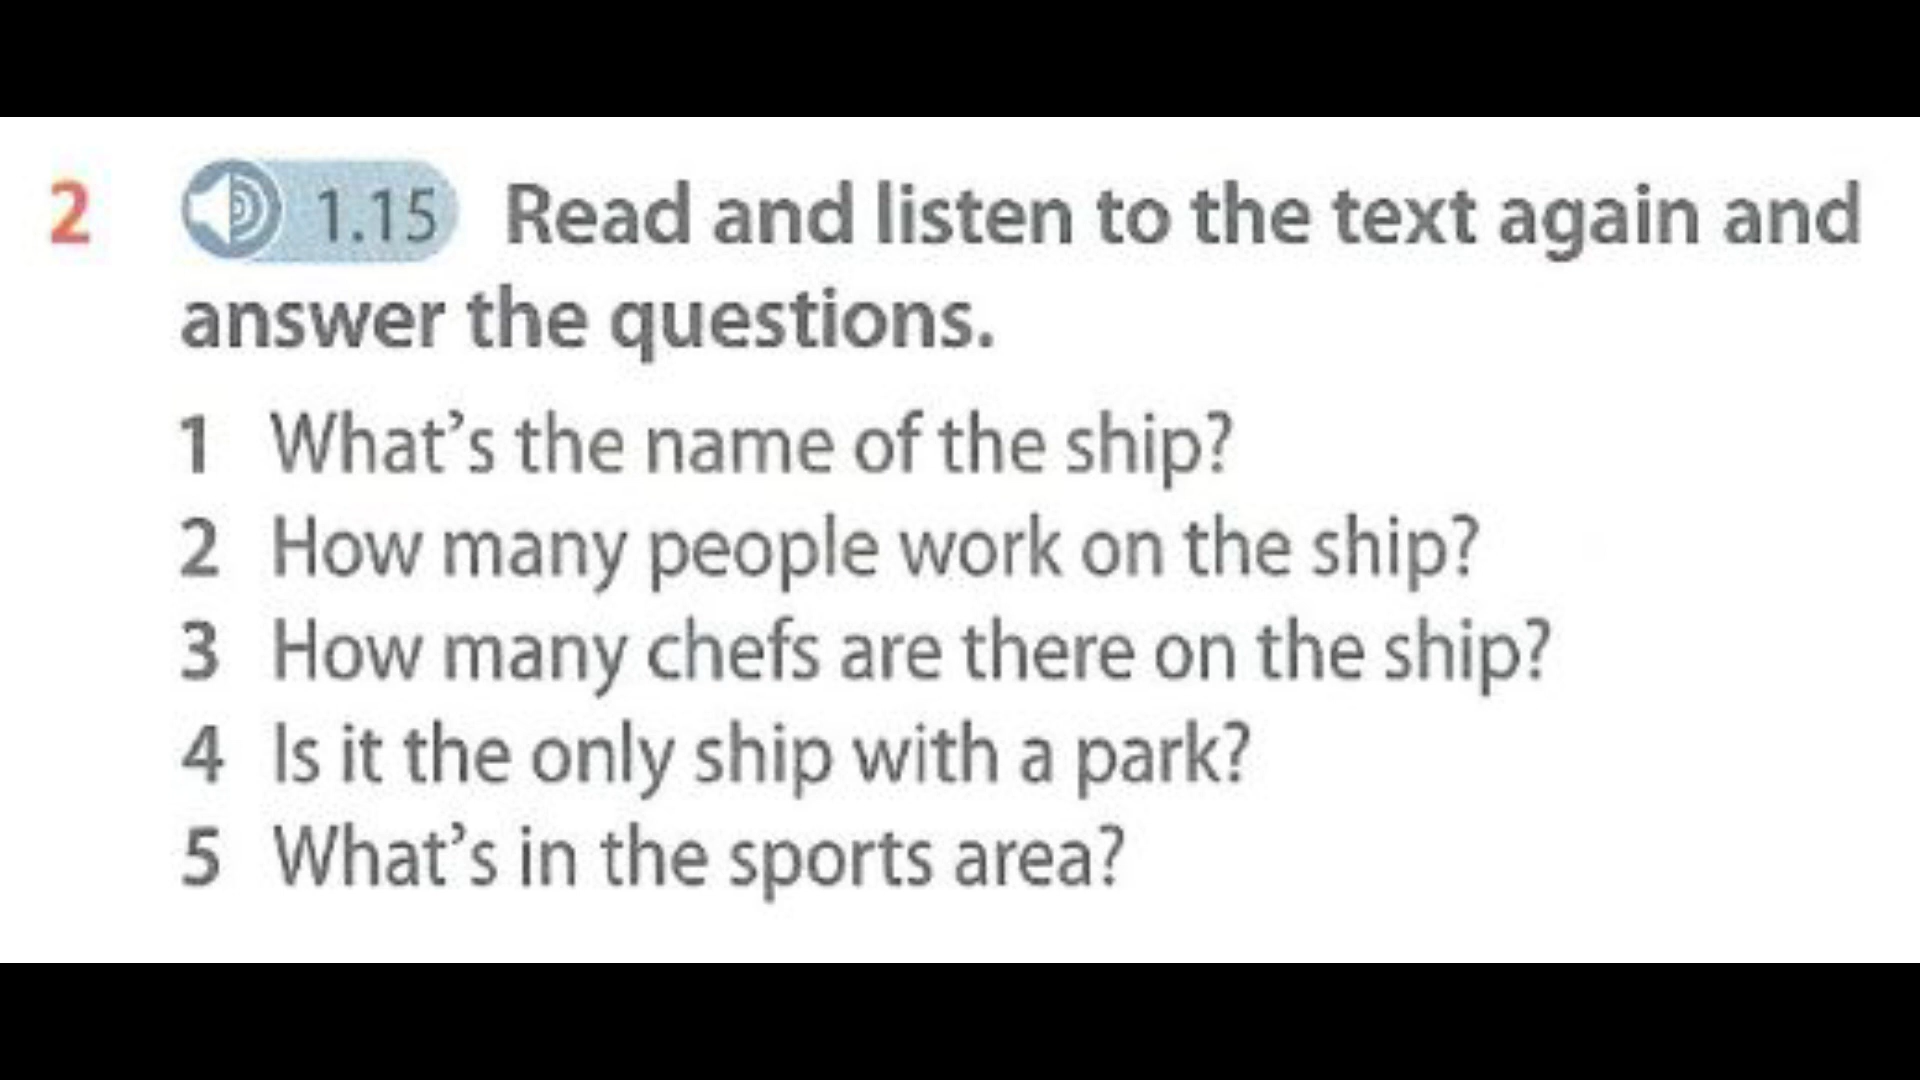 2 1.15 Read and listen to the text again and
answer the questions.
1 What's the name of the ship?
2 How many people work on the ship?
3 How many chefs are there on the ship?
4 Is it the only ship with a park?
5 What's in the sports area?